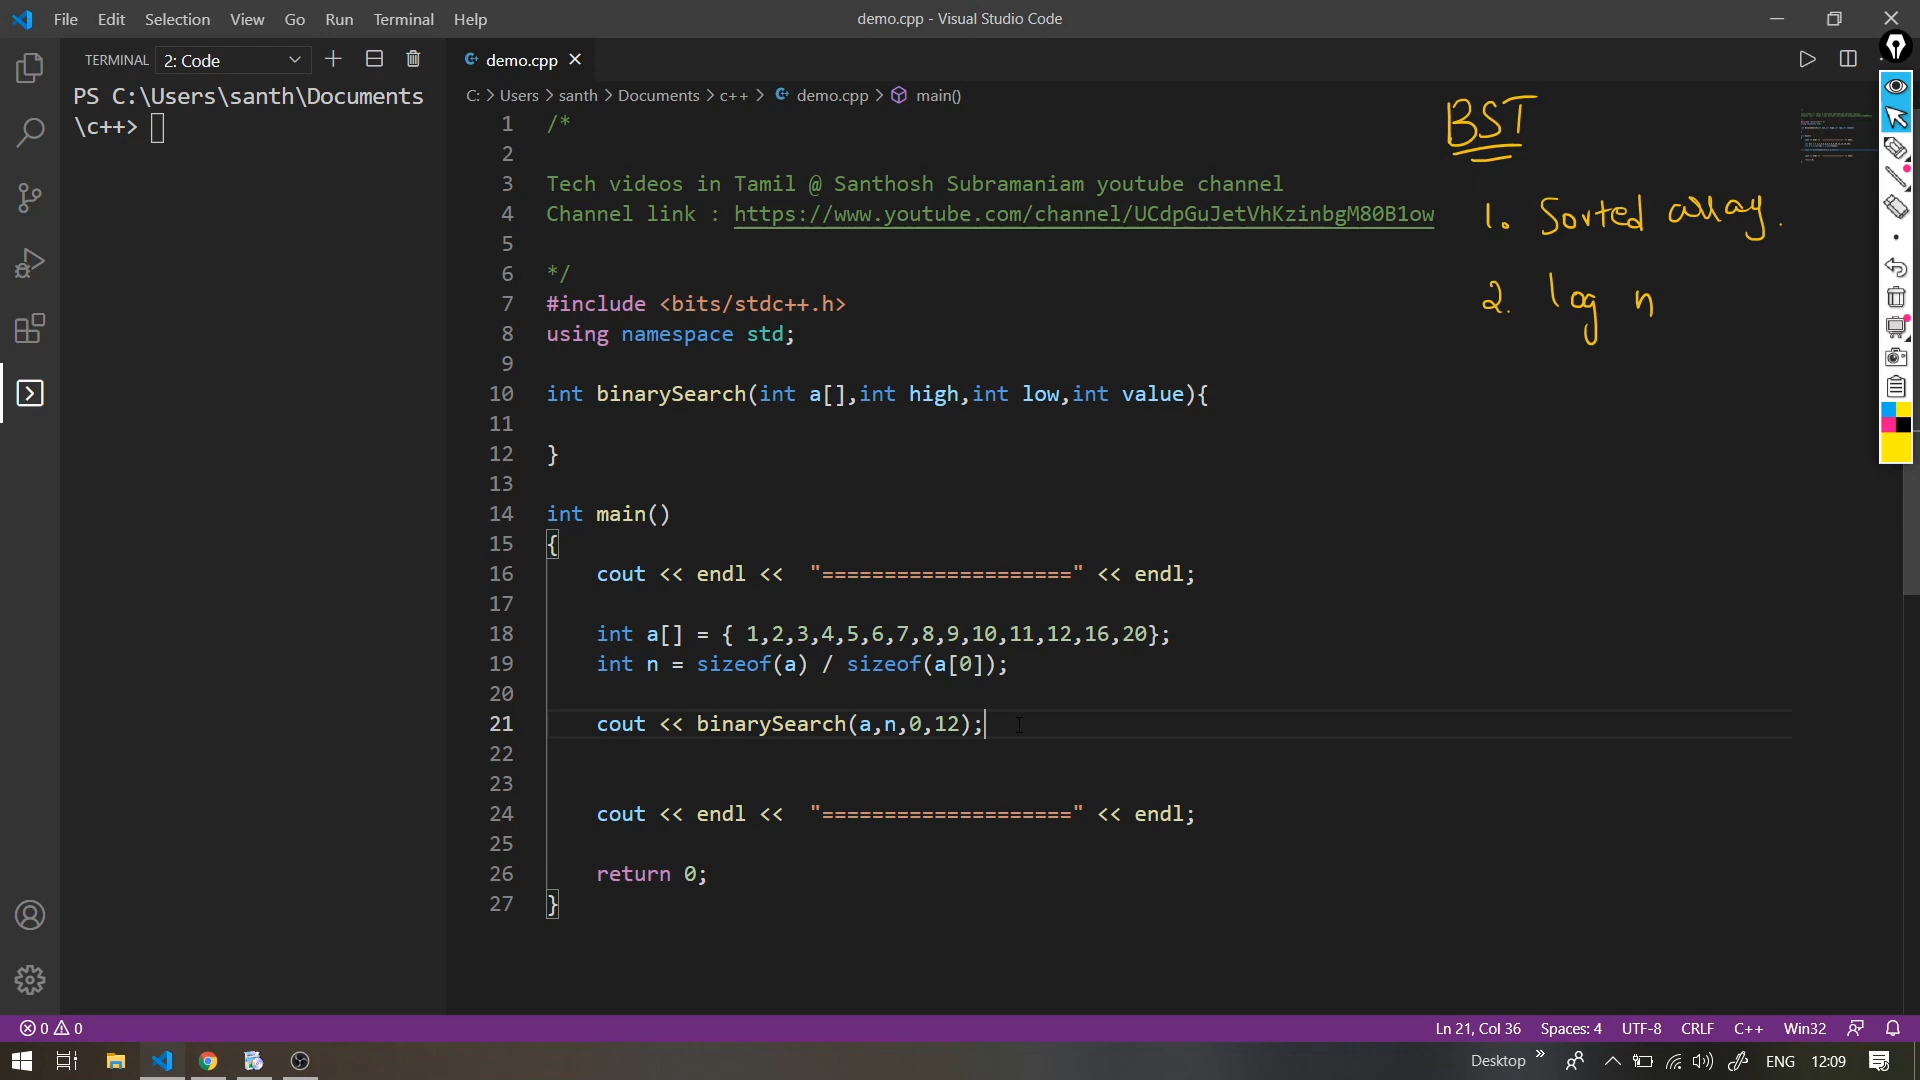 File Edit Selection View Go Run Terminal Help
demo.cpp - Visual Studio Code
TERMINAL 2: Code
PS C:\Users\santh\Documents
\c++>
demo.cpp
C: > Users > santh > Documents > c++ > demo.cpp > main()
1 /*
2
3 Tech videos in Tamil @ Santhosh Subramaniam youtube channel
4 Channel link : https://www.youtube.com/channel/UCdpGuJetVhKzinbgM80B1ow
5
6 */
7 #include <bits/stdc++.h>
8 using namespace std;
9
10 int binarySearch(int a[],int high,int low,int value){
11
12 }
13
14 int main()
15 {
16 cout << endl << "====================" << endl;
17
18 int a[] = { 1,2,3,4,5,6,7,8,9,10,11,12,16,20};
19 int n = sizeof(a) / sizeof(a[0]);
20
21 cout << binarySearch(a,n,0,12);
22
23
24 cout << endl << "====================" << endl;
25
26 return 0;
27 }
BST
1. Sorted array.
2. log n
0 0
Ln 21, Col 36 Spaces: 4 UTF-8 CRLF C++ Win32
Desktop » ENG 12:09